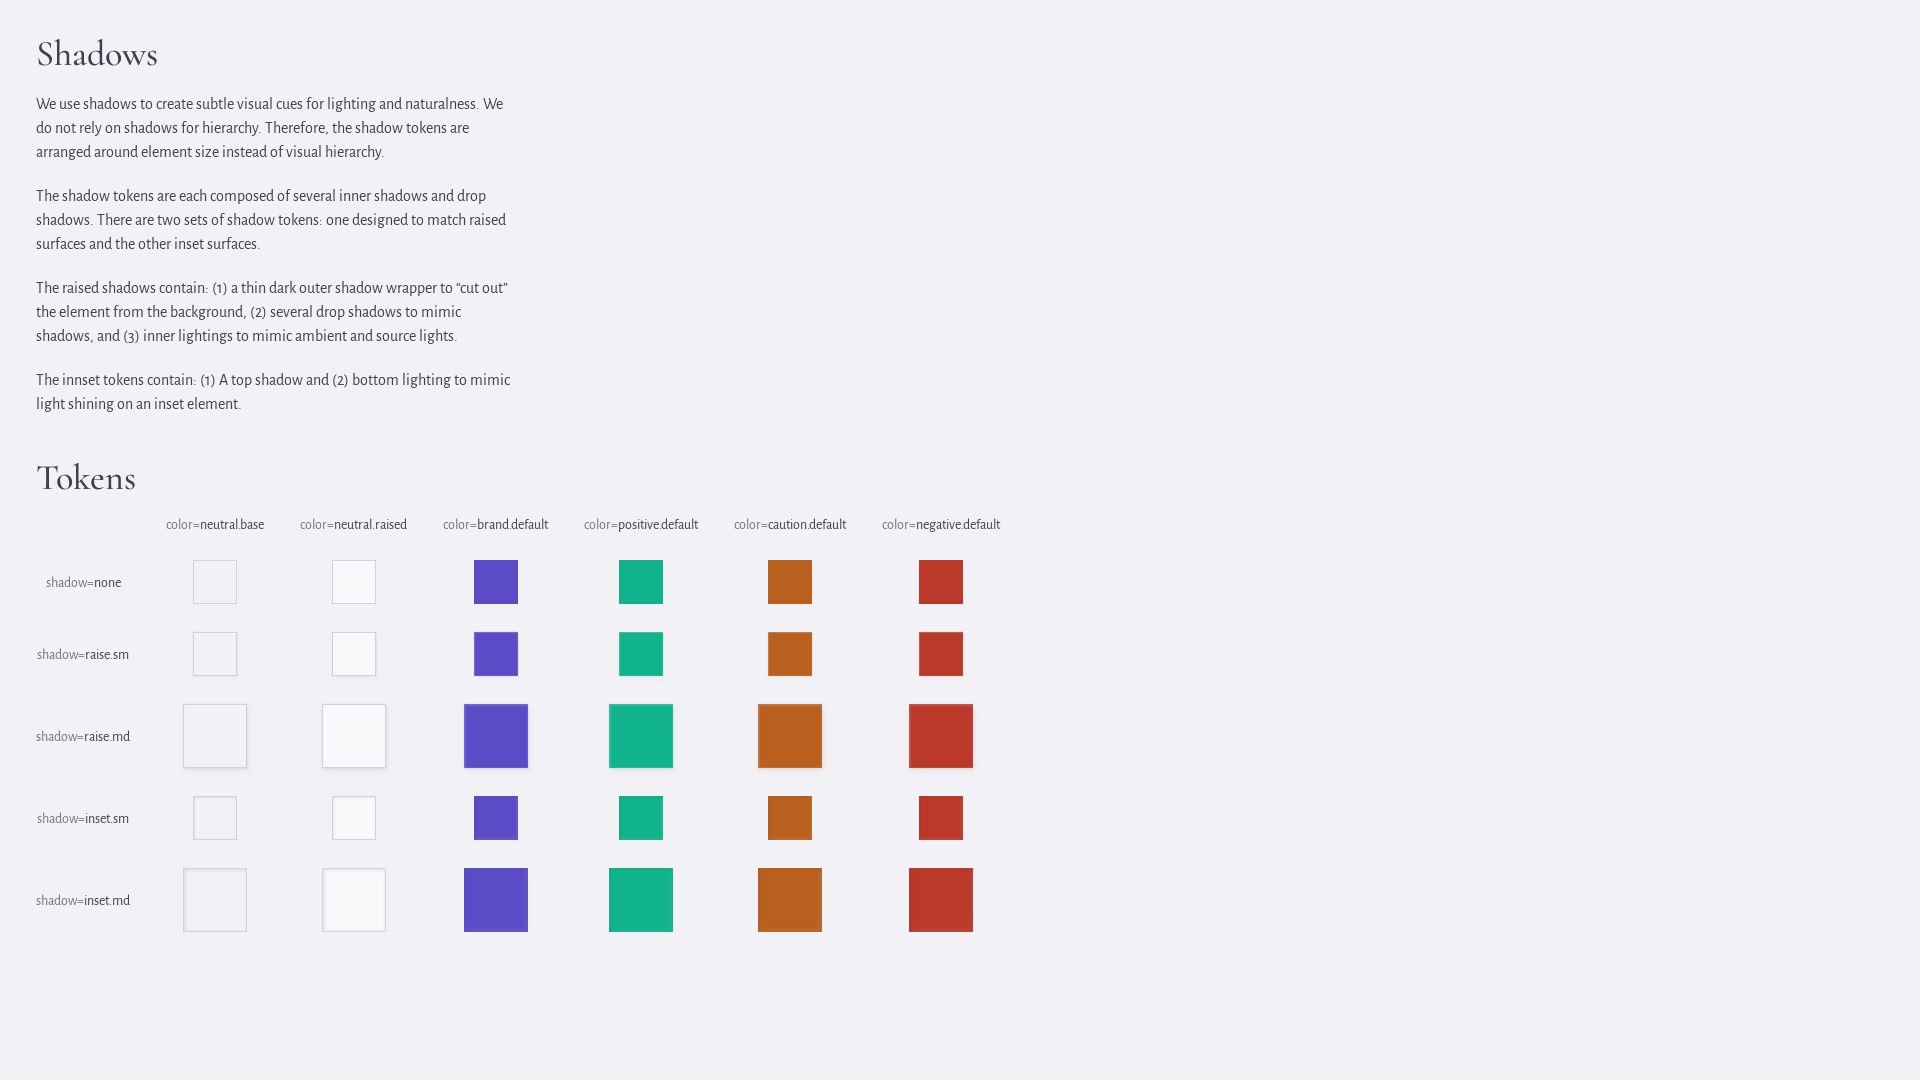 Shadows
We use shadows to create subtle visual cues for lighting and naturalness. We
do not rely on shadows for hierarchy. Therefore, the shadow tokens are
arranged around element size instead of visual hierarchy.
The shadow tokens are each composed of several inner shadows and drop
shadows. There are two sets of shadow tokens: one designed to match raised
surfaces and the other inset surfaces.
The raised shadows contain: (1) a thin dark outer shadow wrapper to “cut out”
the element from the background, (2) several drop shadows to mimic
shadows, and (3) inner lightings to mimic ambient and source lights.
The innset tokens contain: (1) A top shadow and (2) bottom lighting to mimic
light shining on an inset element.
Tokens
color=neutral.base color=neutral.raised color=brand.default color=positive.default color=caution.default color=negative.default
shadow=none
shadow=raise.sm
shadow=raise.md
shadow=inset.sm
shadow=inset.md